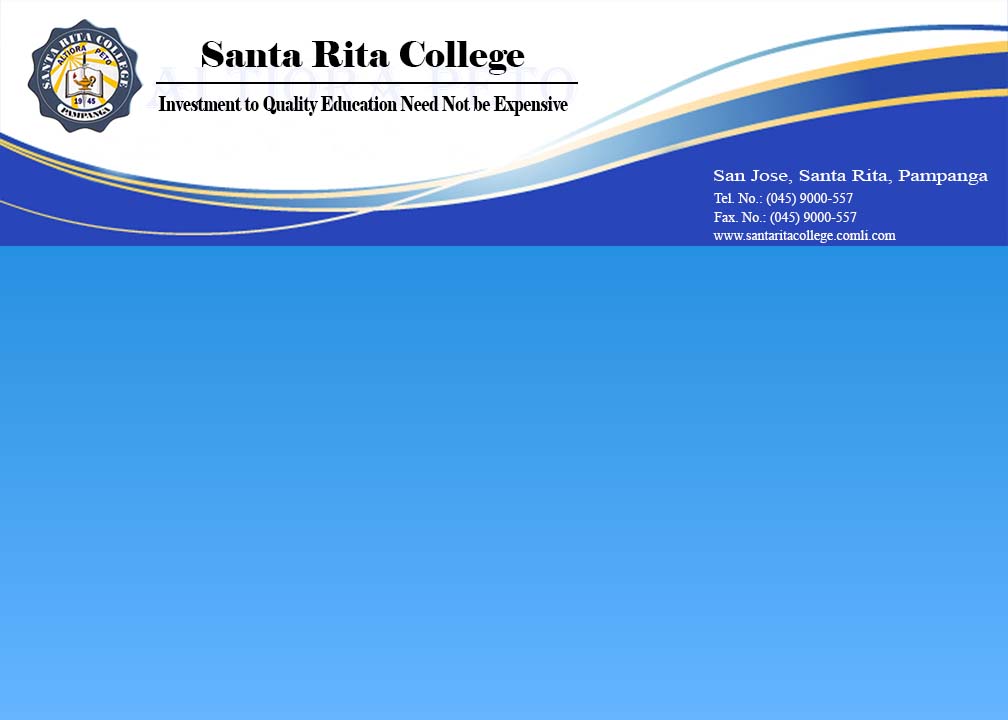 SANTA RITA COLLEGE
ALTIORA PETO
1945
PAMPANGA
Santa Rita College
ALTIORA PETO
Investment to Quality Education Need Not be Expensive
San Jose, Santa Rita, Pampanga
Tel. No.: (045) 9000-557
Fax. No.: (045) 9000-557
www.santaritacollege.comli.com